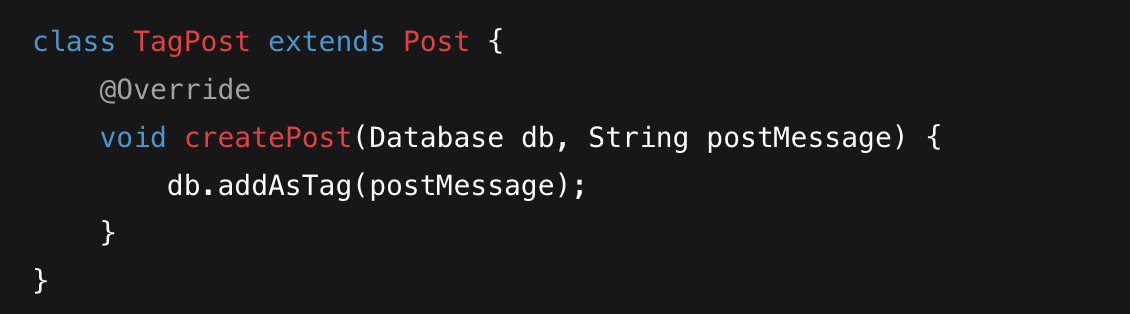 class TagPost extends Post {
    @Override
    void createPost(Database db, String postMessage) {
        db.addAsTag(postMessage);
    }
}